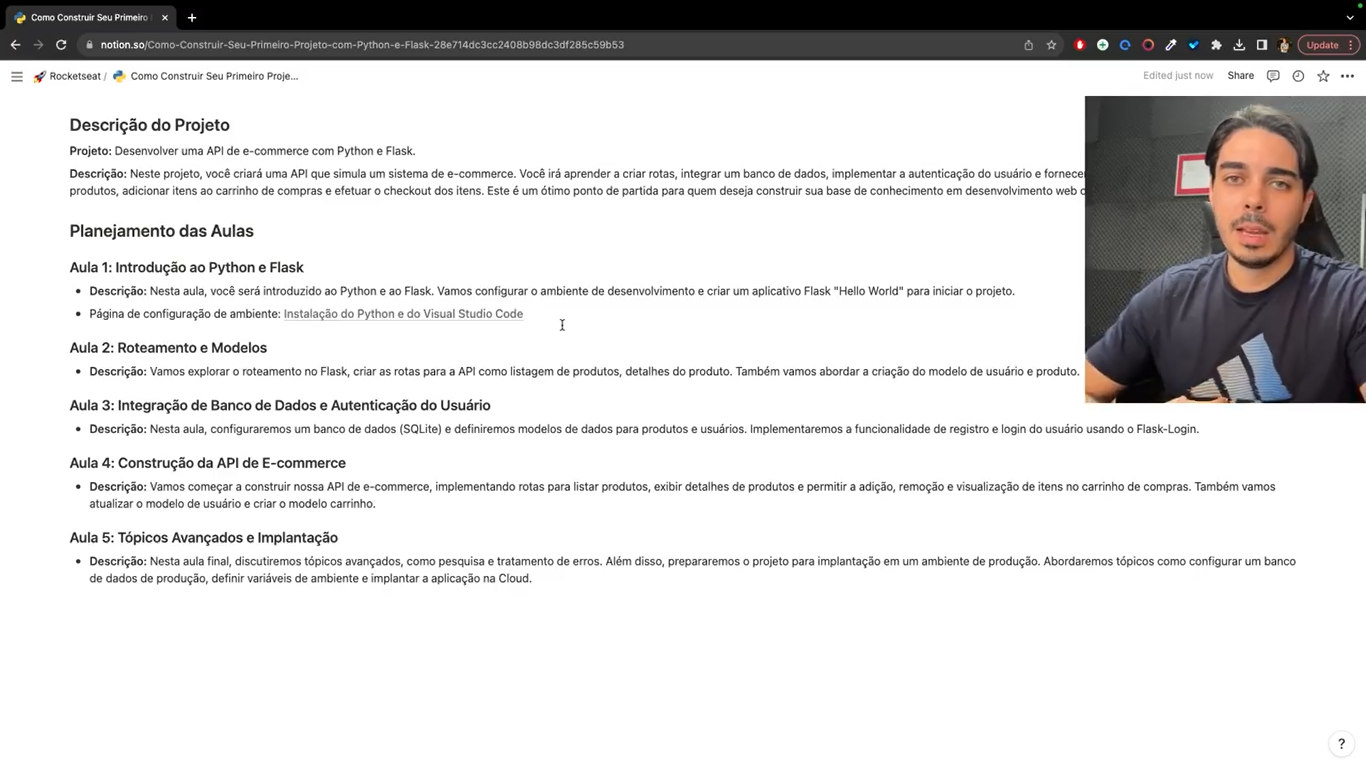 Como Construir Seu Primeiro
notion.so/Como-Construir-Seu-Primeiro-Projeto-com-Python-e-Flask-28e714dc3cc2408b98dc3df285c59b53
Update
Rocketseat / Como Construir Seu Primeiro Proje...
Edited just now Share
Descrição do Projeto
Projeto: Desenvolver uma API de e-commerce com Python e Flask.
Descrição: Neste projeto, você criará uma API que simula um sistema de e-commerce. Você irá aprender a criar rotas, integrar um banco de dados, implementar a autenticação do usuário e fornecer
produtos, adicionar itens ao carrinho de compras e efetuar o checkout dos itens. Este é um ótimo ponto de partida para quem deseja construir sua base de conhecimento em desenvolvimento web
Planejamento das Aulas
Aula 1: Introdução ao Python e Flask
• Descrição: Nesta aula, você será introduzido ao Python e ao Flask. Vamos configurar o ambiente de desenvolvimento e criar um aplicativo Flask "Hello World" para iniciar o projeto.
• Página de configuração de ambiente: Instalação do Python e do Visual Studio Code
Aula 2: Roteamento e Modelos
• Descrição: Vamos explorar o roteamento no Flask, criar as rotas para a API como listagem de produtos, detalhes do produto. Também vamos abordar a criação do modelo de usuário e produto.
Aula 3: Integração de Banco de Dados e Autenticação do Usuário
• Descrição: Nesta aula, configuraremos um banco de dados (SQLite) e definiremos modelos de dados para produtos e usuários. Implementaremos a funcionalidade de registro e login do usuário usando o Flask-Login.
Aula 4: Construção da API de E-commerce
• Descrição: Vamos começar a construir nossa API de e-commerce, implementando rotas para listar produtos, exibir detalhes de produtos e permitir a adição, remoção e visualização de itens no carrinho de compras. Também vamos
atualizar o modelo de usuário e criar o modelo carrinho.
Aula 5: Tópicos Avançados e Implantação
• Descrição: Nesta aula final, discutiremos tópicos avançados, como pesquisa e tratamento de erros. Além disso, prepararemos o projeto para implantação em um ambiente de produção. Abordaremos tópicos como configurar um banco
de dados de produção, definir variáveis de ambiente e implantar a aplicação na Cloud.
?